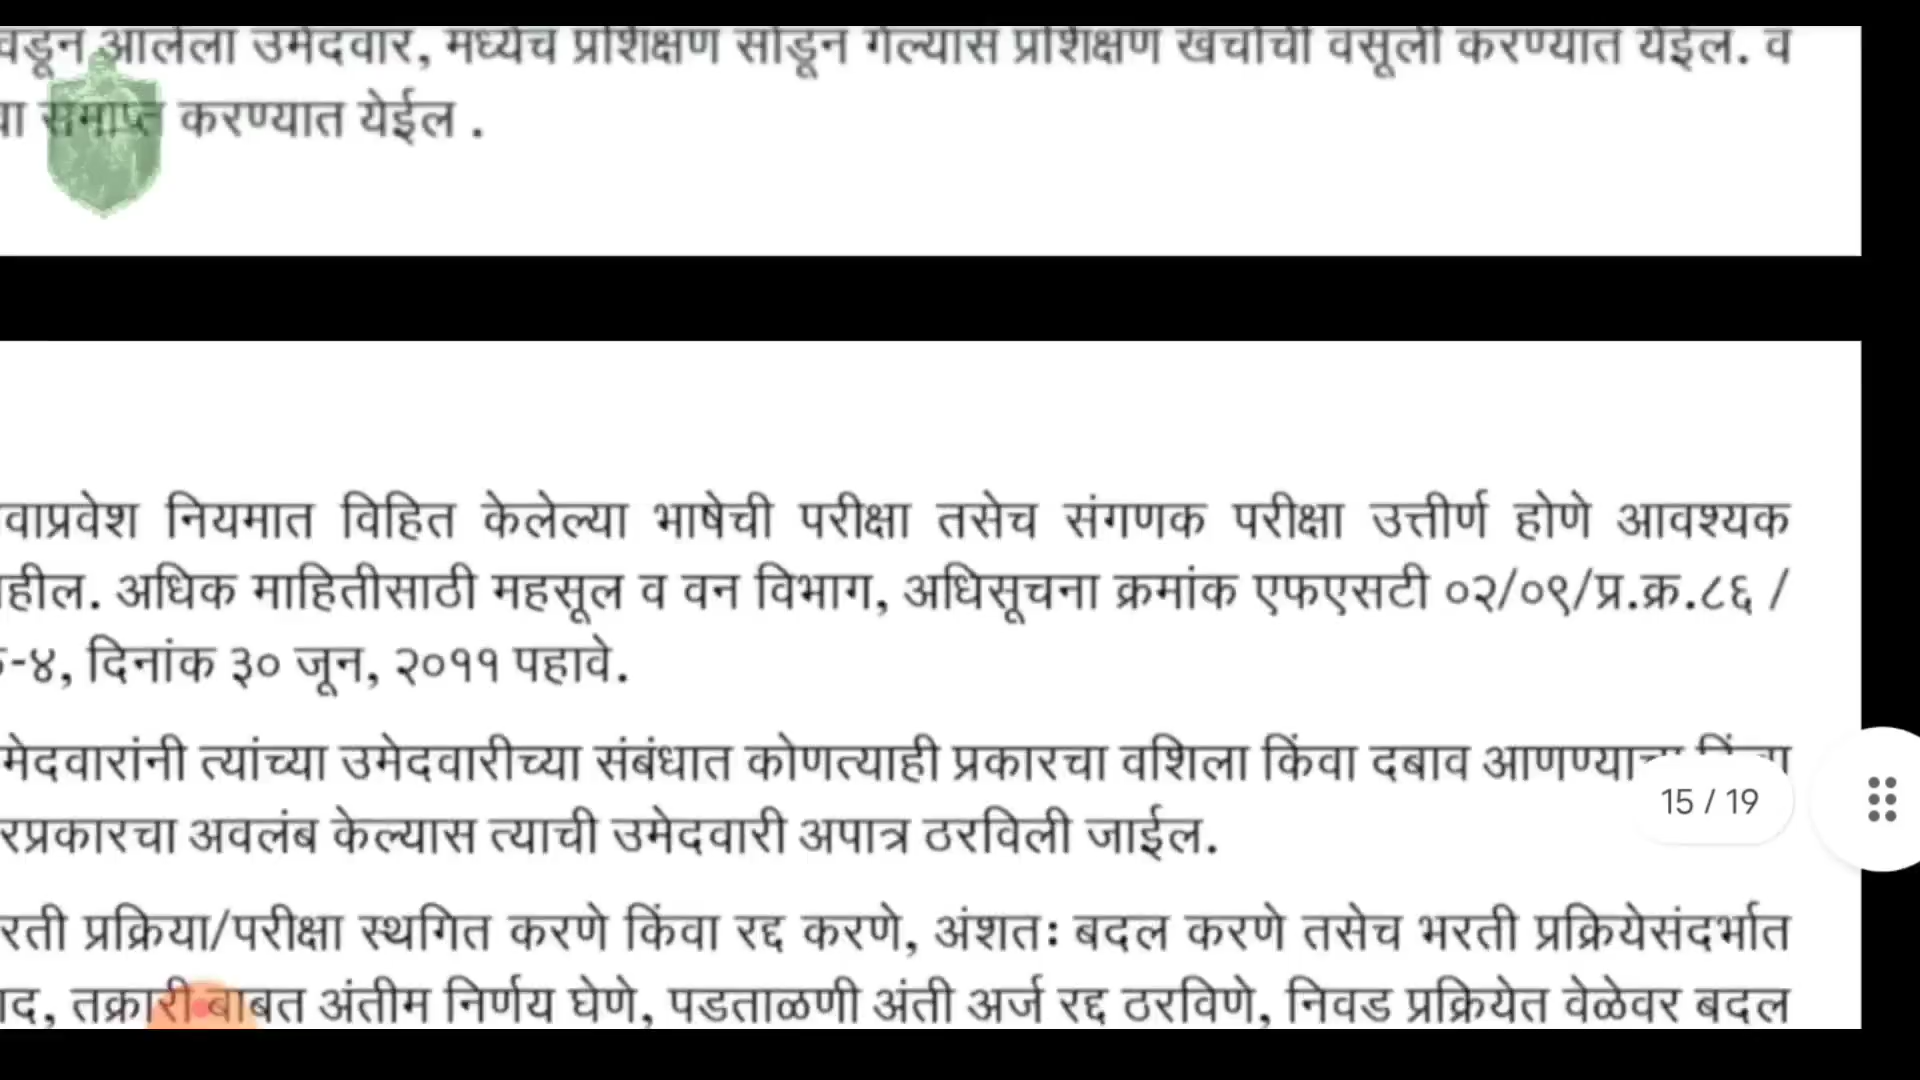 वडून आलेला उमेदवार, मध्येच प्रशिक्षण सोडून गेल्यास प्रशिक्षण खर्चाची वसूली करण्यात येईल. व
समाप्त करण्यात येईल .
वाप्रवेश नियमात विहित केलेल्या भाषेची परीक्षा तसेच संगणक परीक्षा उत्तीर्ण होणे आवश्यक
हील. अधिक माहितीसाठी महसूल व वन विभाग, अधिसूचना क्रमांक एफएसटी ०२/०९/प्र.क्र.८६ /
-४, दिनांक ३० जून, २०११ पहावे.
मेदवारांनी त्यांच्या उमेदवारीच्या संबंधात कोणत्याही प्रकारचा वशिला किंवा दबाव आणण्याचा किंवा
15 / 19
रप्रकारचा अवलंब केल्यास त्याची उमेदवारी अपात्र ठरविली जाईल.
रती प्रक्रिया/परीक्षा स्थगित करणे किंवा रद्द करणे, अंशतः बदल करणे तसेच भरती प्रक्रियेसंदर्भात
ाद, तक्रारी बाबत अंतीम निर्णय घेणे, पडताळणी अंती अर्ज रद्द ठरविणे, निवड प्रक्रियेत वेळेवर बदल